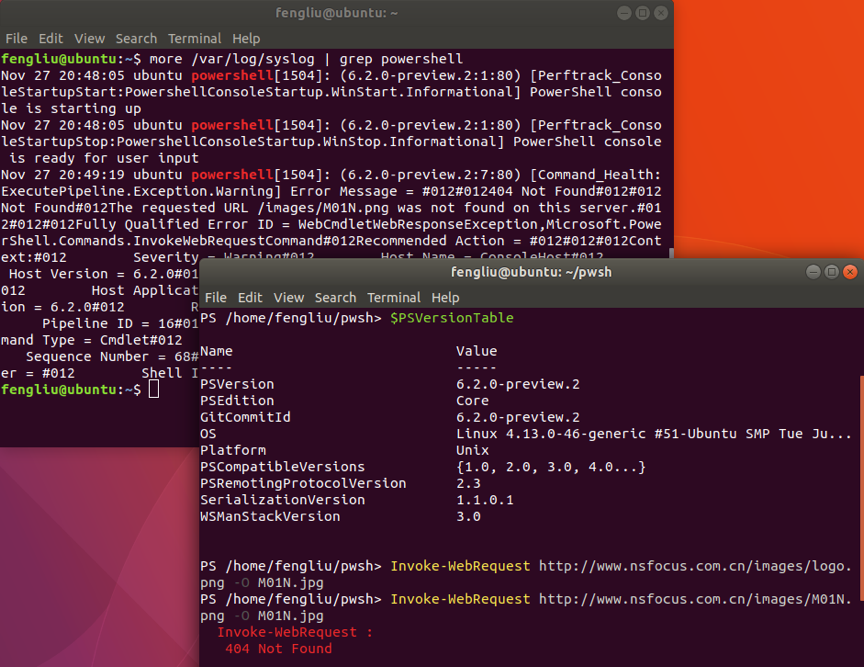 fengliu@ubuntu: ~
File Edit View Search Terminal Help
fengliu@ubuntu:~$ more /var/log/syslog | grep powershell
Nov 27 20:48:05 ubuntu powershell[1504]: (6.2.0-preview.2:1:80) [Perftrack_Conso
leStartupStart:PowershellConsoleStartup.WinStart.Informational] PowerShell conso
le is starting up
Nov 27 20:48:05 ubuntu powershell[1504]: (6.2.0-preview.2:1:80) [Perftrack_Conso
leStartupStop:PowershellConsoleStartup.WinStop.Informational] PowerShell console
 is ready for user input
Nov 27 20:49:19 ubuntu powershell[1504]: (6.2.0-preview.2:7:80) [Command_Health:
ExecutePipeline.Exception.Warning] Error Message = #012#012404 Not Found#012#012
Not Found#012The requested URL /images/M01N.png was not found on this server.#01
2#012#012Fully Qualified Error ID = WebCmdletWebResponseException,Microsoft.Powe
rShell.Commands.InvokeWebRequestCommand#012Recommended Action = #012#012#012Cont
ext:#012        Severity = Warning#012        Host Name = ConsoleHost#012
 Host Version = 6.2.0#01
012        Host Applicat
ion = 6.2.0#012        R
     Pipeline ID = 16#01
mand Type = Cmdlet#012
   Sequence Number = 68#
er = #012        Shell I
fengliu@ubuntu:~$
fengliu@ubuntu: ~/pwsh
File Edit View Search Terminal Help
PS /home/fengliu/pwsh> $PSVersionTable
Name                           Value
----                           -----
PSVersion                      6.2.0-preview.2
PSEdition                      Core
GitCommitId                    6.2.0-preview.2
OS                             Linux 4.13.0-46-generic #51-Ubuntu SMP Tue Ju...
Platform                       Unix
PSCompatibleVersions           {1.0, 2.0, 3.0, 4.0...}
PSRemotingProtocolVersion      2.3
SerializationVersion           1.1.0.1
WSManStackVersion              3.0
PS /home/fengliu/pwsh> Invoke-WebRequest http://www.nsfocus.com.cn/images/logo.
png -O M01N.jpg
PS /home/fengliu/pwsh> Invoke-WebRequest http://www.nsfocus.com.cn/images/M01N.
png -O M01N.jpg
Invoke-WebRequest :
404 Not Found